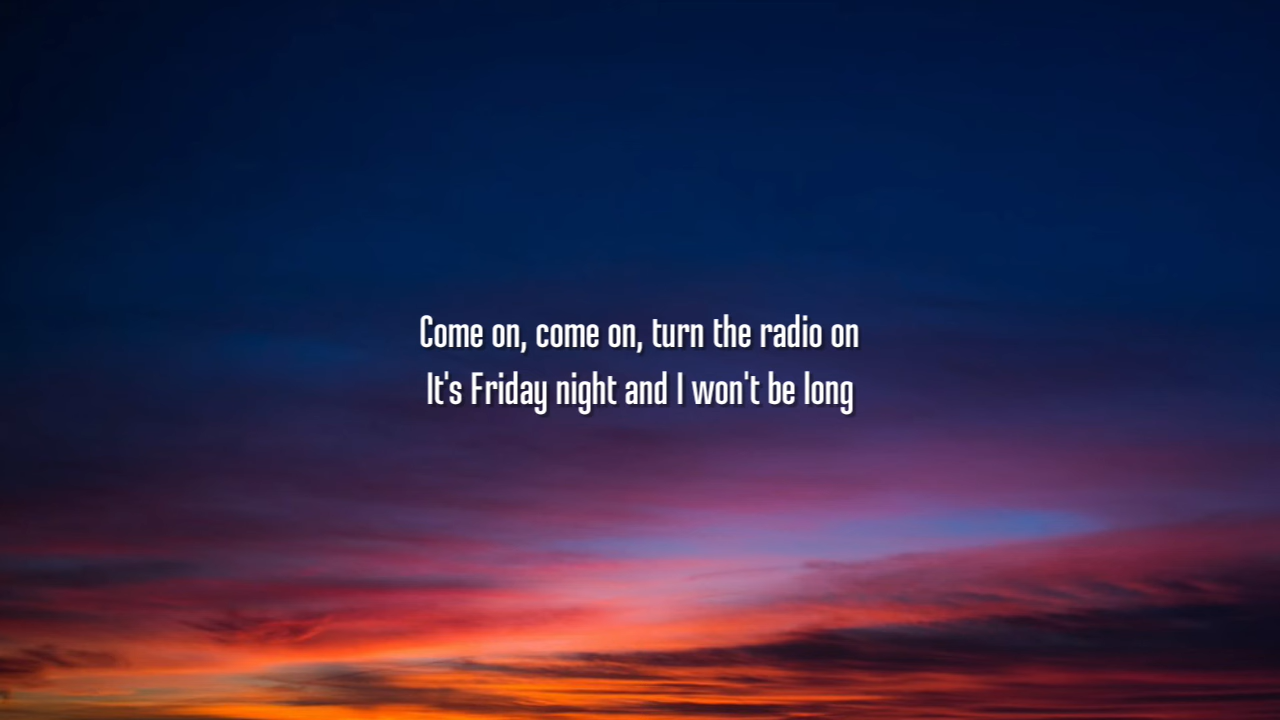 Come on, come on, turn the radio on
It's Friday night and I won't be long